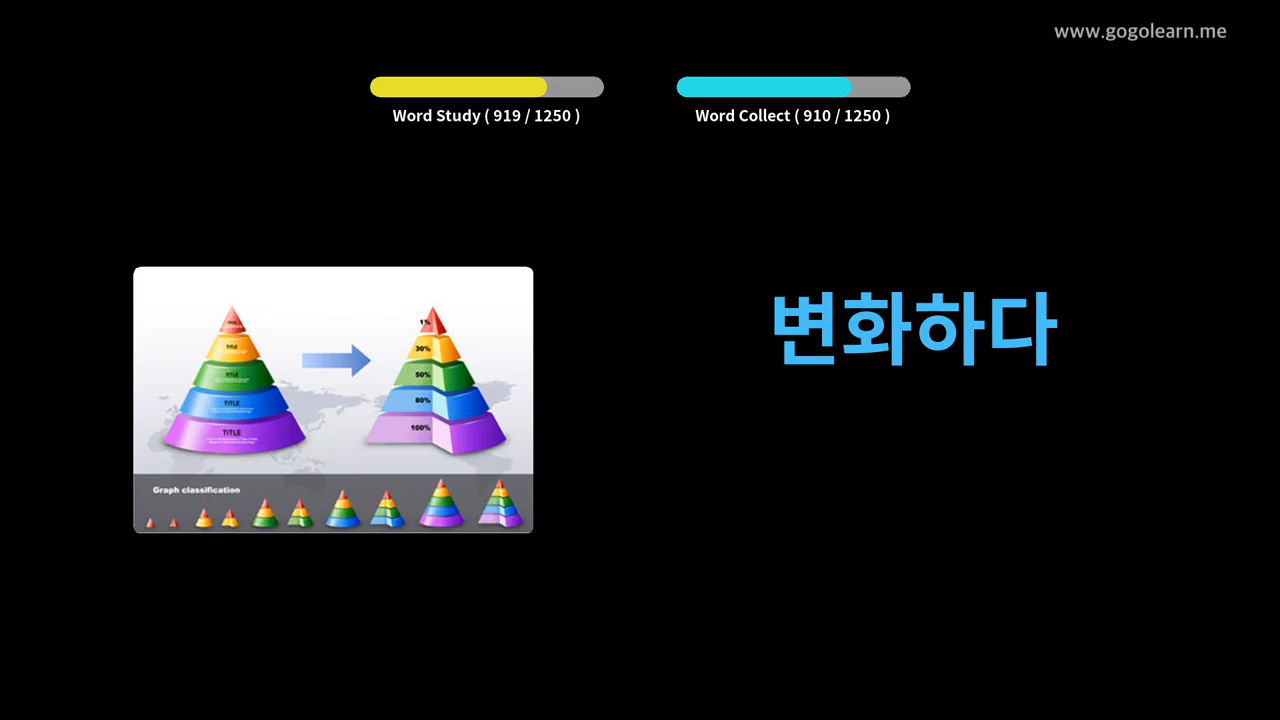 www.gogolearn.me
Word Study ( 919 / 1250 )
Word Collect ( 910 / 1250 )
변화하다
TITLE
TITLE
TITLE
TITLE
1%
30%
50%
80%
100%
Graph classification